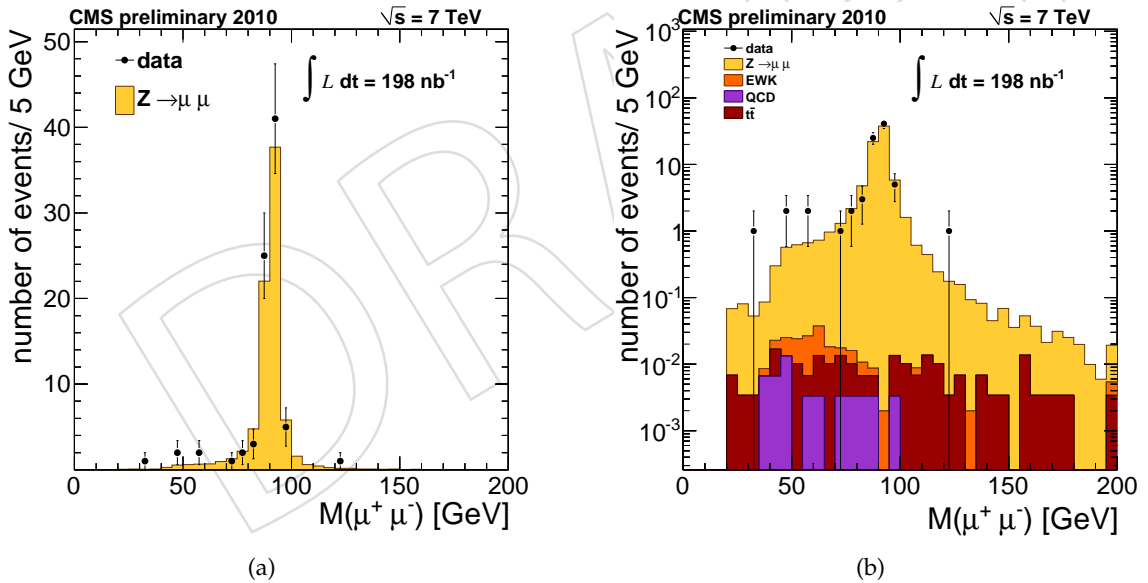 CMS preliminary 2010
√s = 7 TeV
number of events/ 5 GeV
50
40
30
20
10
data
Z →μ μ
∫ L dt = 198 nb⁻¹
0
50
100
150
200
M(μ⁺ μ⁻) [GeV]
(a)
CMS preliminary 2010
√s = 7 TeV
number of events/ 5 GeV
10³
10²
10
1
10⁻¹
10⁻²
10⁻³
data
Z →μ μ
EWK
QCD
tt̄
∫ L dt = 198 nb⁻¹
0
50
100
150
200
M(μ⁺ μ⁻) [GeV]
(b)